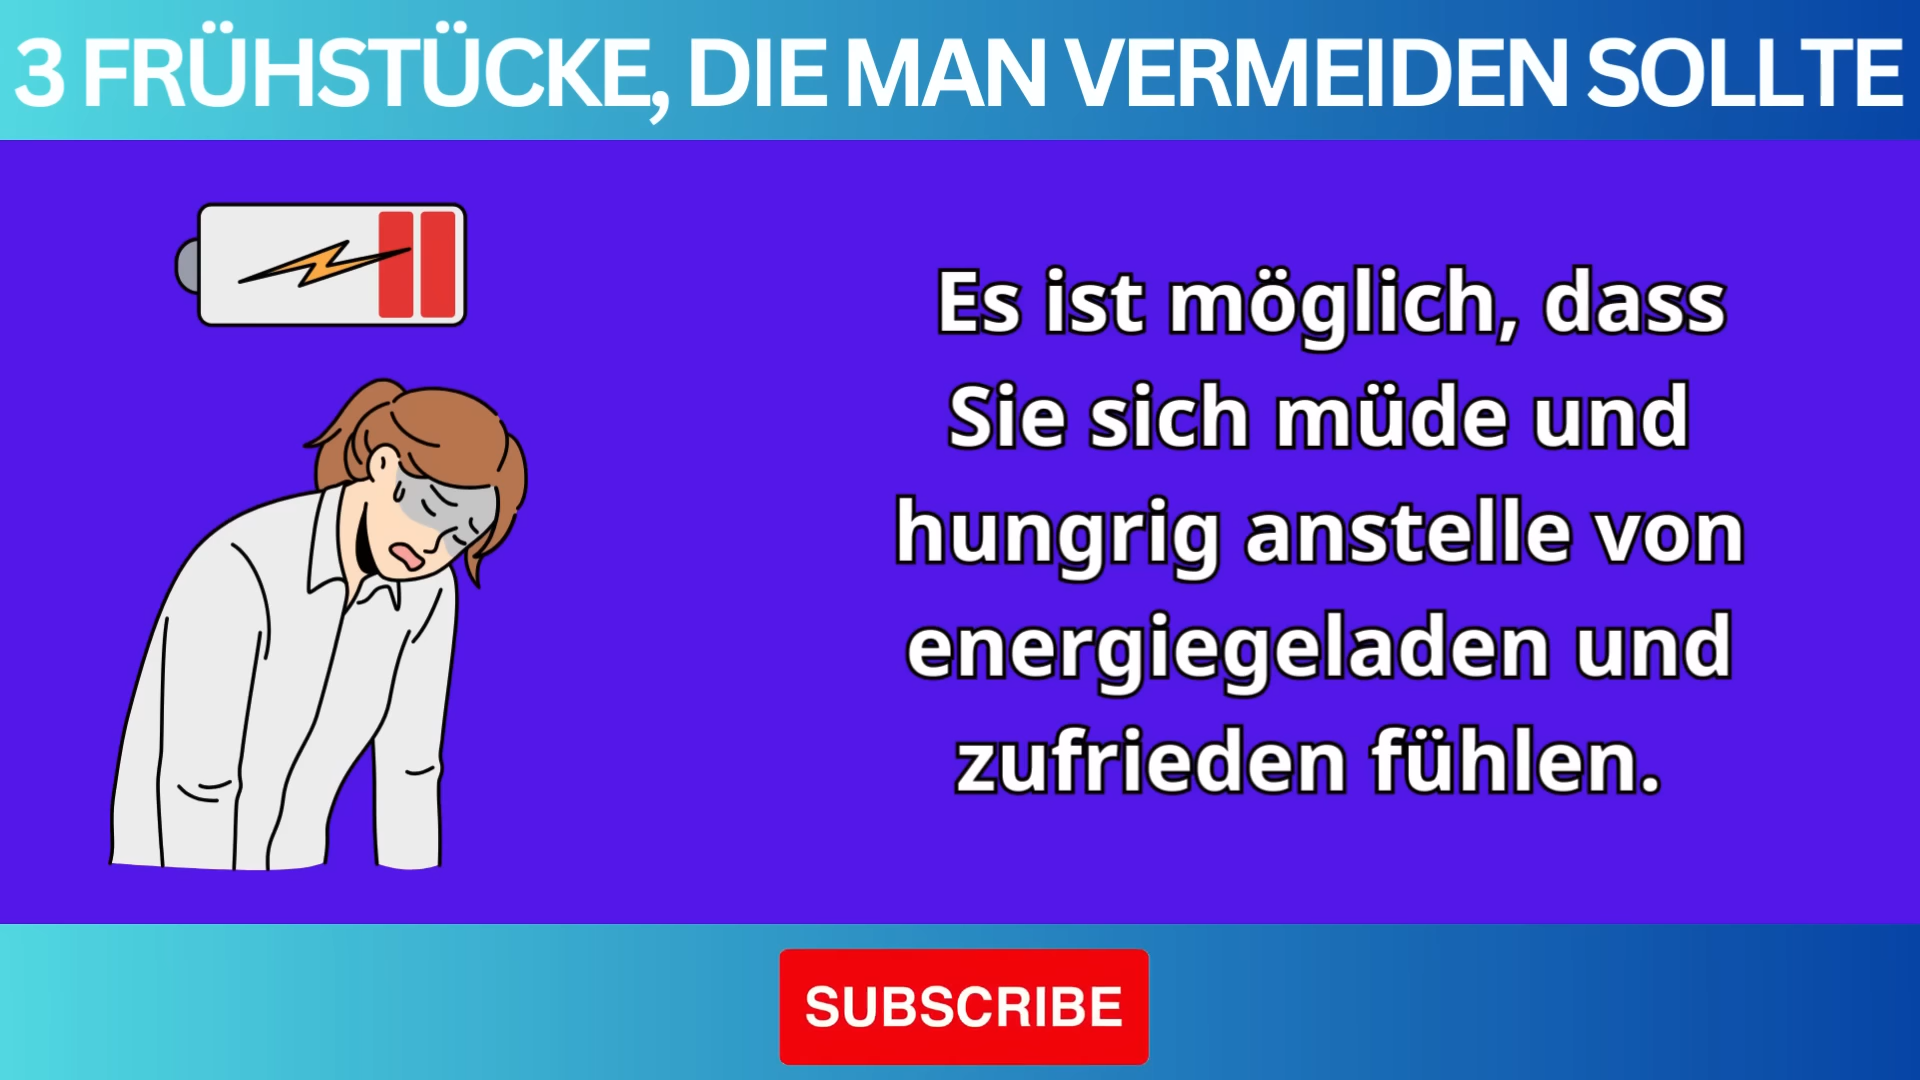 3 FRÜHSTÜCKE, DIE MAN VERMEIDEN SOLLTE
Es ist möglich, dass
Sie sich müde und
hungrig anstelle von
energiegeladen und
zufrieden fühlen.
SUBSCRIBE